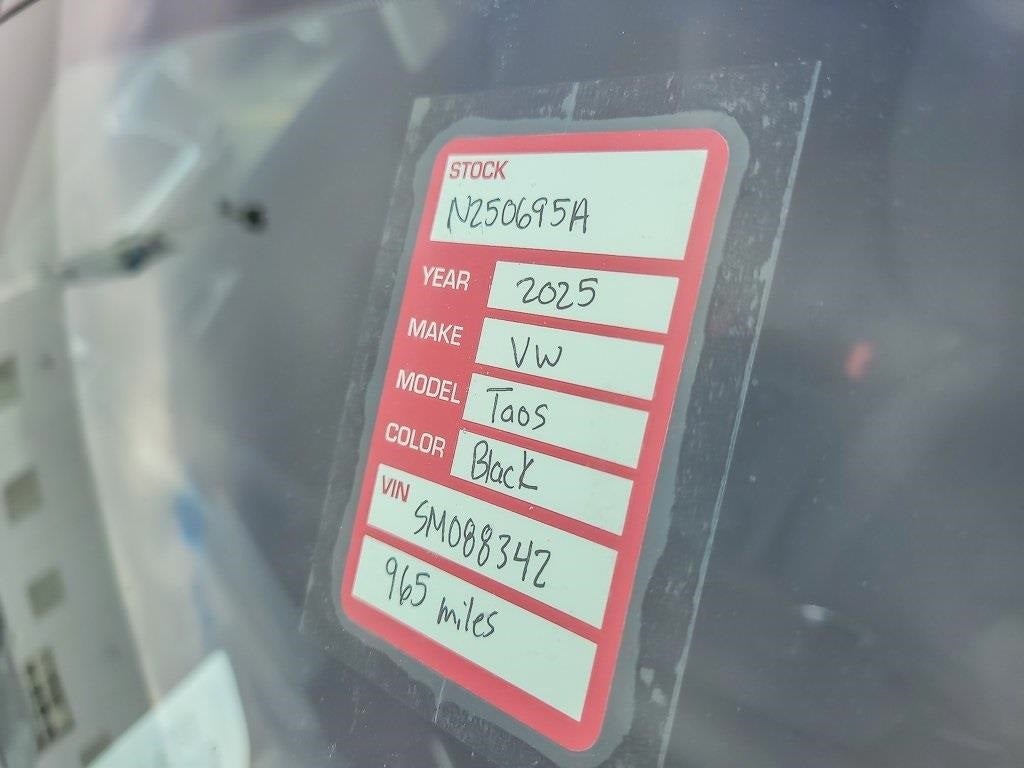 STOCK
N250695A
YEAR 2025
MAKE VW
MODEL Taos
COLOR Black
VIN SM088342
965 miles